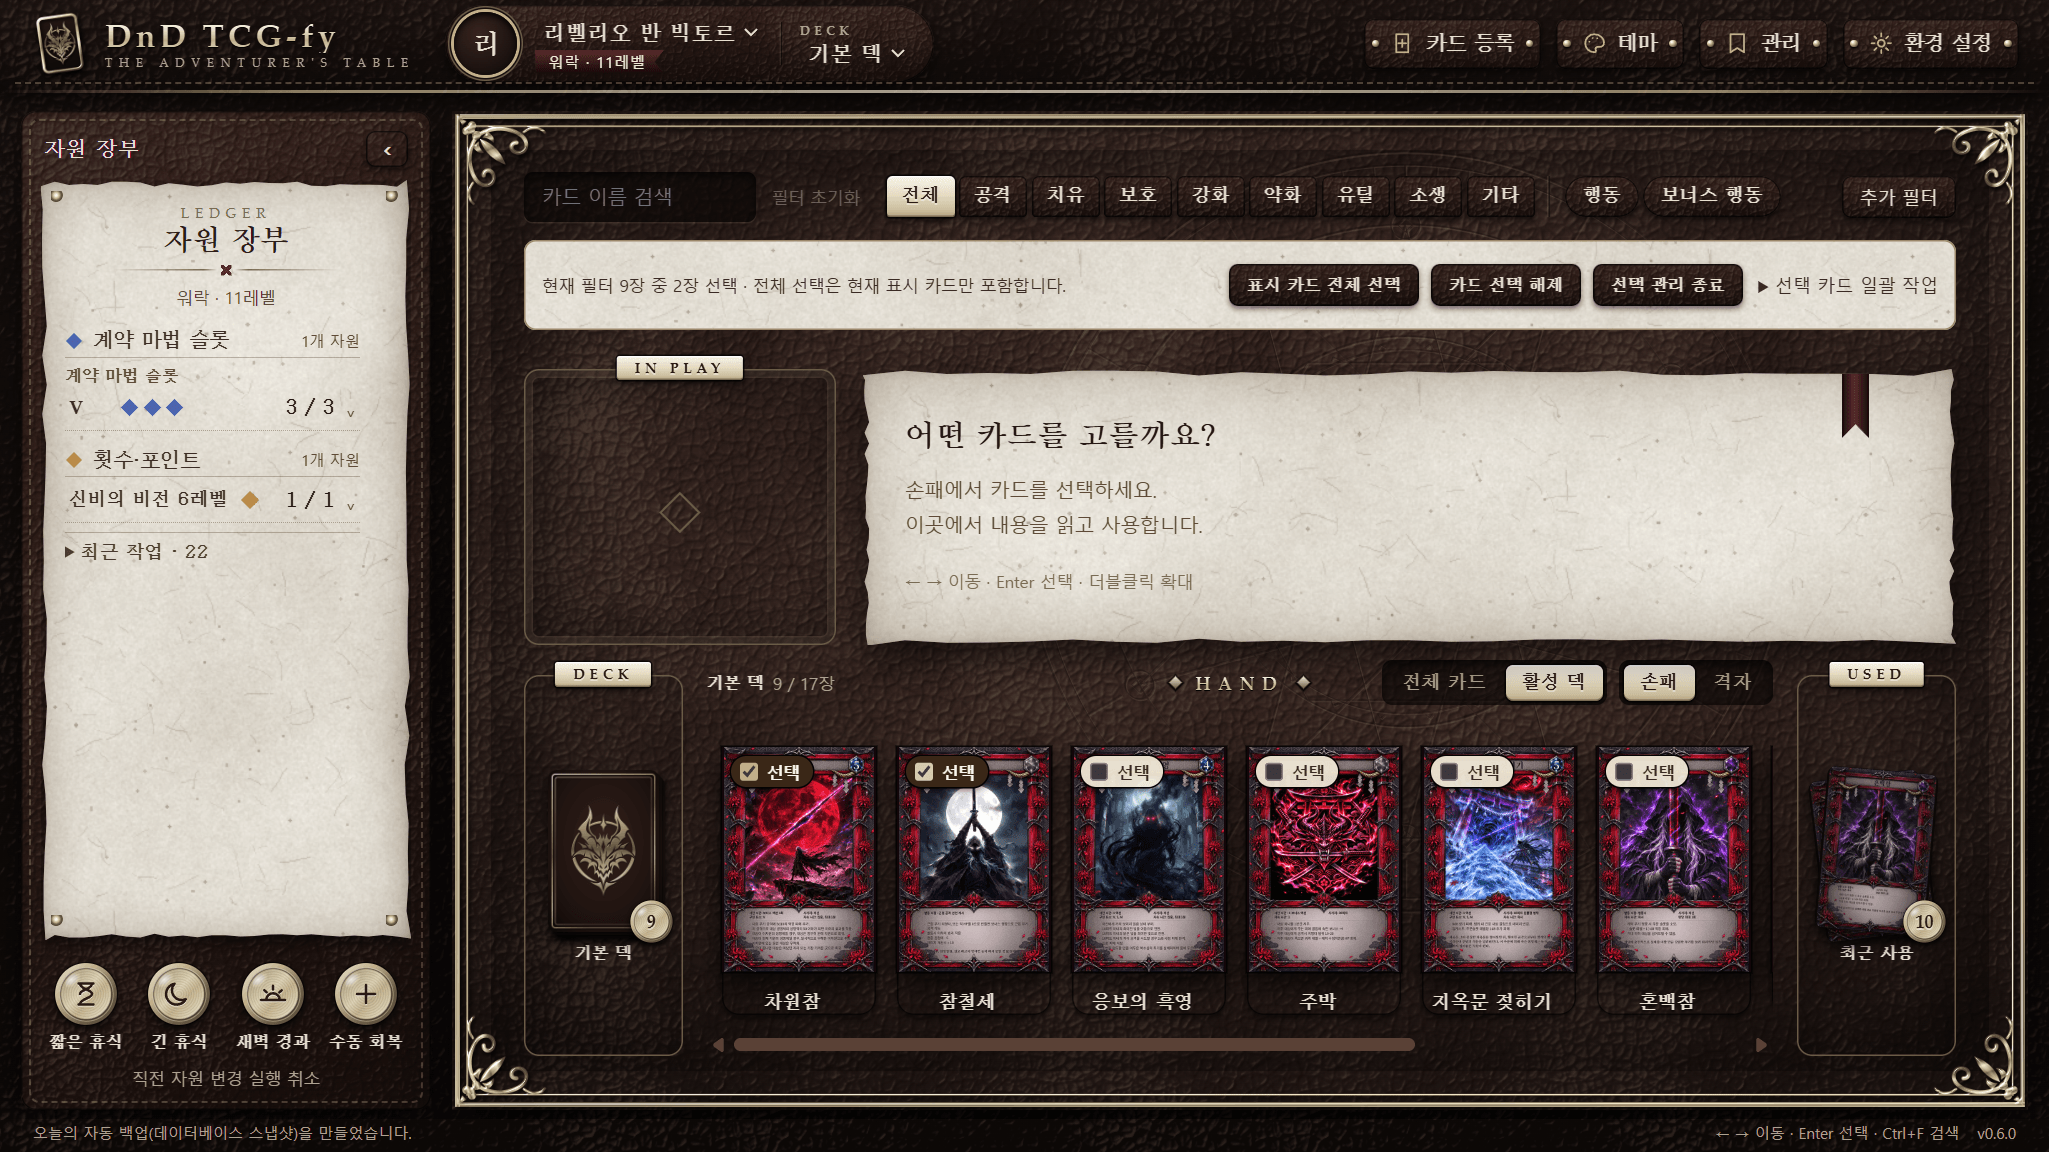 DnD TCG-fy
THE ADVENTURER'S TABLE
리
리벨리오 반 빅토르
워락 · 11레벨
DECK
기본 덱
카드 등록
테마
관리
환경 설정
자원 장부
LEDGER
자원 장부
워락 · 11레벨
계약 마법 슬롯 1개 자원
계약 마법 슬롯
V 3 / 3
횟수·포인트 1개 자원
신비의 비전 6레벨 1 / 1
최근 작업 · 22
짧은 휴식
긴 휴식
새벽 경과
수동 회복
직전 자원 변경 실행 취소
카드 이름 검색
필터 초기화
전체
공격
치유
보호
강화
약화
유틸
소생
기타
행동
보너스 행동
추가 필터
현재 필터 9장 중 2장 선택 · 전체 선택은 현재 표시 카드만 포함합니다.
표시 카드 전체 선택
카드 선택 해제
선택 관리 종료
선택 카드 일괄 작업
IN PLAY
어떤 카드를 고를까요?
손패에서 카드를 선택하세요.
이곳에서 내용을 읽고 사용합니다.
← → 이동 · Enter 선택 · 더블클릭 확대
DECK
9
기본 덱
기본 덱 9 / 17장
HAND
전체 카드
활성 덱
손패
격자
선택
선택
선택
4
선택
선택
5
선택
차원참
참철세
응보의 흑영
주박
지옥문 젖히기
혼백참
USED
10
최근 사용
오늘의 자동 백업(데이터베이스 스냅샷)을 만들었습니다.
← → 이동 · Enter 선택 · Ctrl+F 검색 v0.6.0